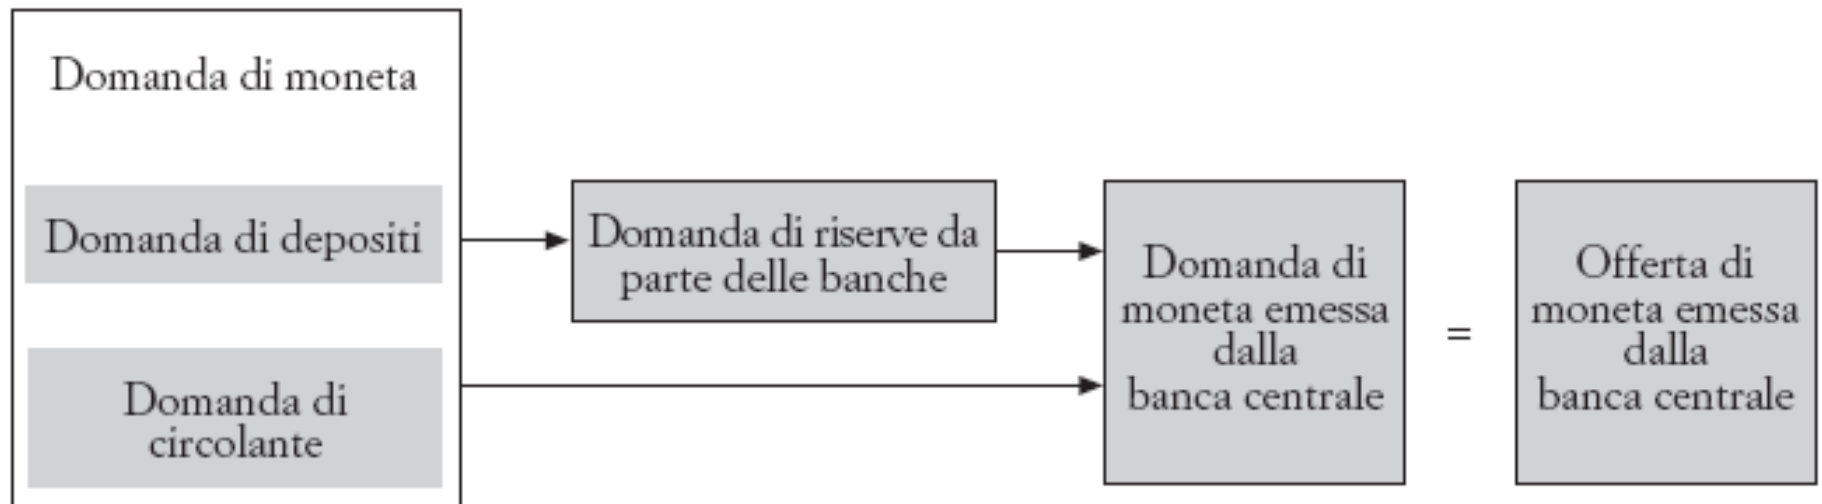 Domanda di moneta
Domanda di depositi
Domanda di
circolante
Domanda di riserve da
parte delle banche
Domanda di
moneta emessa
dalla
banca centrale
=
Offerta di
moneta emessa
dalla
banca centrale